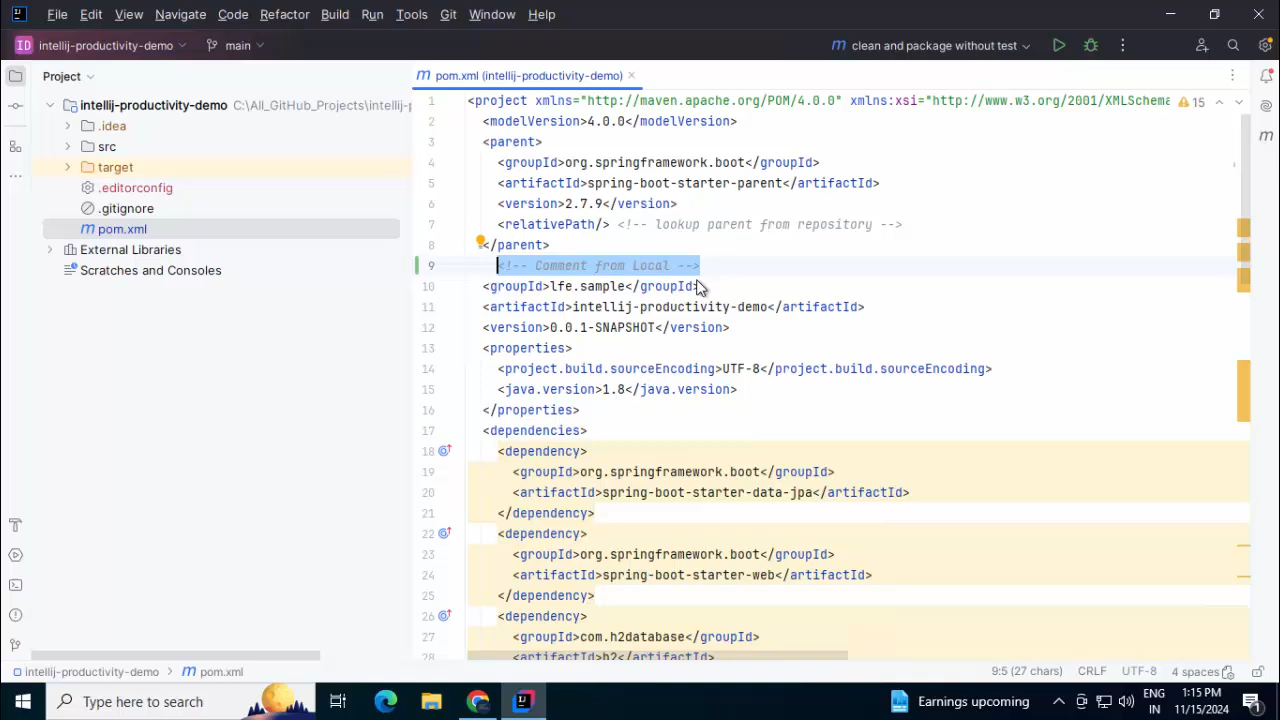 File Edit View Navigate Code Refactor Build Run Tools Git Window Help
ID intellij-productivity-demo main clean and package without test
Project
pom.xml (intellij-productivity-demo)
intellij-productivity-demo C:\All_GitHub_Projects\intellij-p
.idea
src
target
.editorconfig
.gitignore
pom.xml
External Libraries
Scratches and Consoles
15
1 <project xmlns="http://maven.apache.org/POM/4.0.0" xmlns:xsi="http://www.w3.org/2001/XMLSchema
2 <modelVersion>4.0.0</modelVersion>
3 <parent>
4 <groupId>org.springframework.boot</groupId>
5 <artifactId>spring-boot-starter-parent</artifactId>
6 <version>2.7.9</version>
7 <relativePath/> <!-- lookup parent from repository -->
8 </parent>
9 <!-- Comment from Local -->
10 <groupId>lfe.sample</groupId>
11 <artifactId>intellij-productivity-demo</artifactId>
12 <version>0.0.1-SNAPSHOT</version>
13 <properties>
14 <project.build.sourceEncoding>UTF-8</project.build.sourceEncoding>
15 <java.version>1.8</java.version>
16 </properties>
17 <dependencies>
18 <dependency>
19 <groupId>org.springframework.boot</groupId>
20 <artifactId>spring-boot-starter-data-jpa</artifactId>
21 </dependency>
22 <dependency>
23 <groupId>org.springframework.boot</groupId>
24 <artifactId>spring-boot-starter-web</artifactId>
25 </dependency>
26 <dependency>
27 <groupId>com.h2database</groupId>
28 <artifactId>h2</artifactId>
intellij-productivity-demo pom.xml 9:5 (27 chars) CRLF UTF-8 4 spaces
Type here to search
Earnings upcoming
ENG
IN
1:15 PM
11/15/2024
1